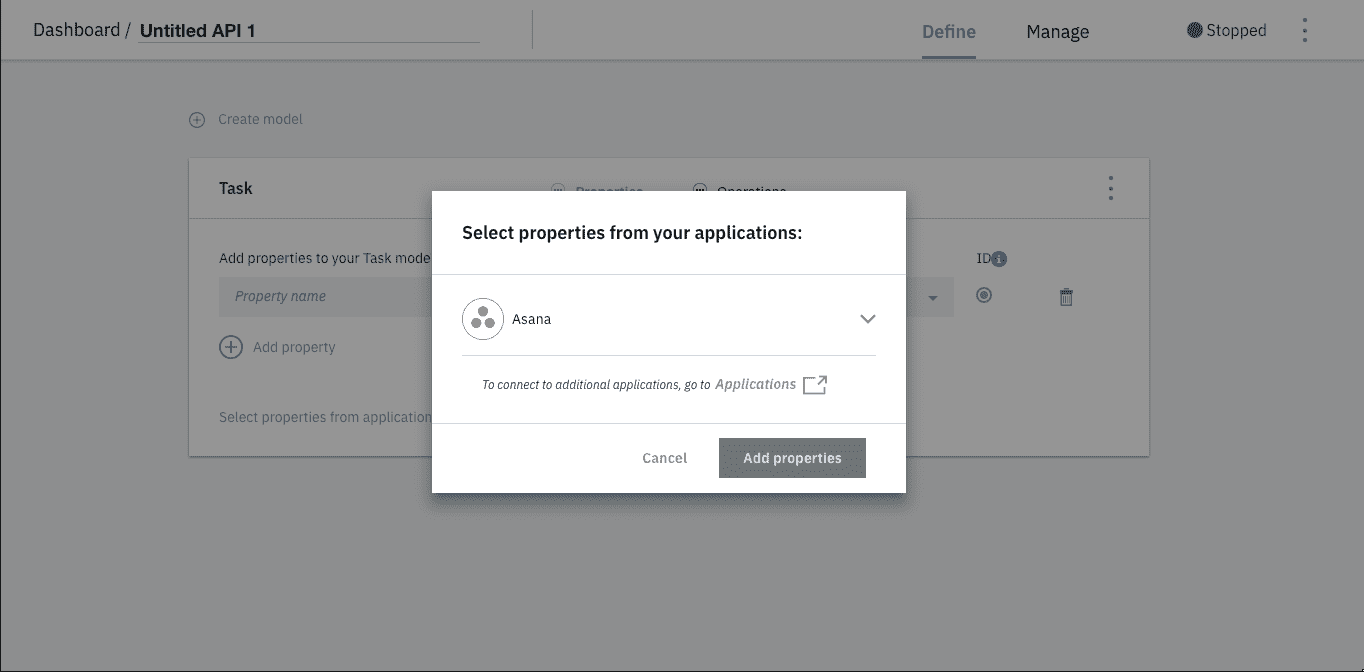 Dashboard / Untitled API 1
Define
Manage
Stopped
Create model
Task
Properties
Operations
Select properties from your applications:
Add properties to your Task mode
ID
Property name
Asana
Add property
To connect to additional applications, go to Applications
Select properties from application
Cancel
Add properties